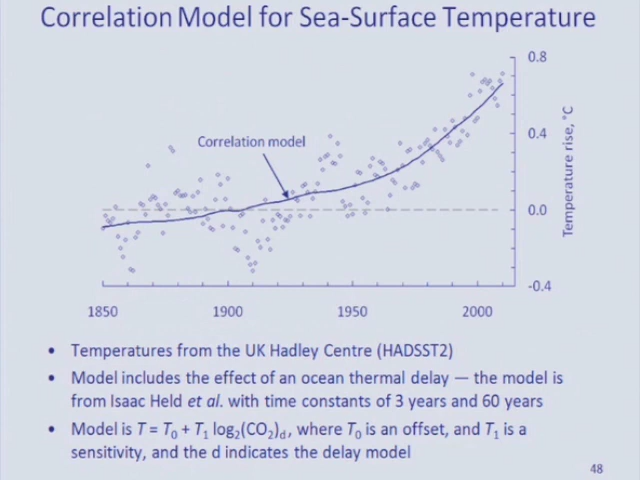 Correlation Model for Sea-Surface Temperature
0.8
Correlation model
0.4
0.0
-0.4
Temperature rise, °C
1850 1900 1950 2000
• Temperatures from the UK Hadley Centre (HADSST2)
• Model includes the effect of an ocean thermal delay — the model is
from Isaac Held et al. with time constants of 3 years and 60 years
• Model is T = T₀ + T₁ log₂(CO₂)d, where T₀ is an offset, and T₁ is a
sensitivity, and the d indicates the delay model
48